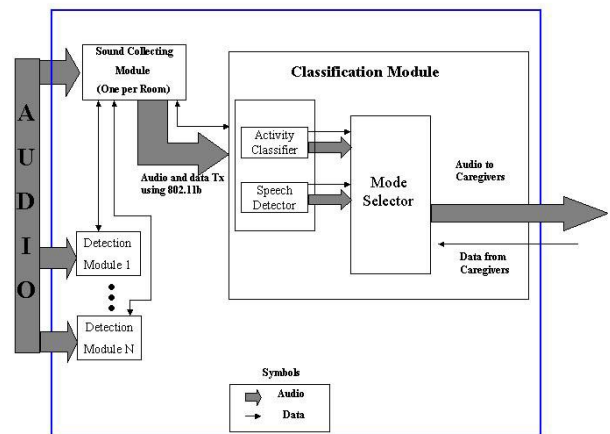 AUDIO
Sound Collecting
Module
(One per Room)
Audio and data Tx
using 802.11b
Detection
Module 1
Detection
Module N
Classification Module
Activity
Classifier
Speech
Detector
Mode
Selector
Audio to
Caregivers
Data from
Caregivers
Symbols
Audio
Data